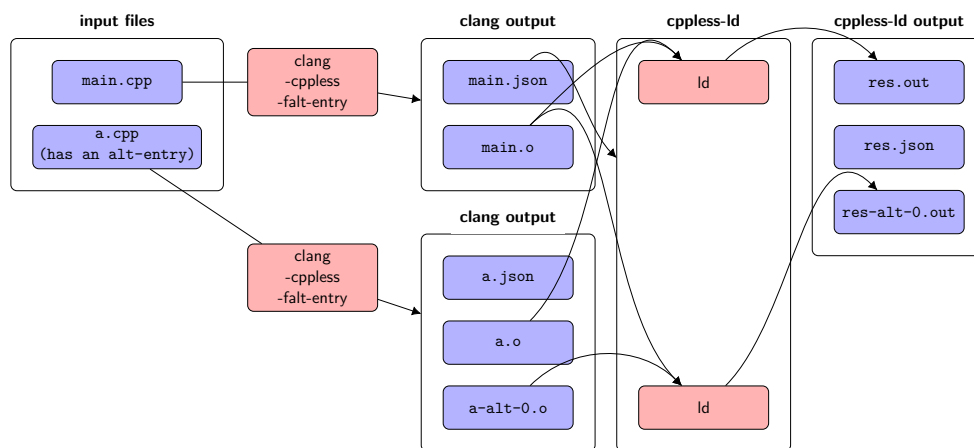 input files
main.cpp
a.cpp
(has an alt-entry)
clang
-cppless
-falt-entry
clang
-cppless
-falt-entry
clang output
main.json
main.o
clang output
a.json
a.o
a-alt-0.o
cppless-ld
ld
ld
cppless-ld output
res.out
res.json
res-alt-0.out